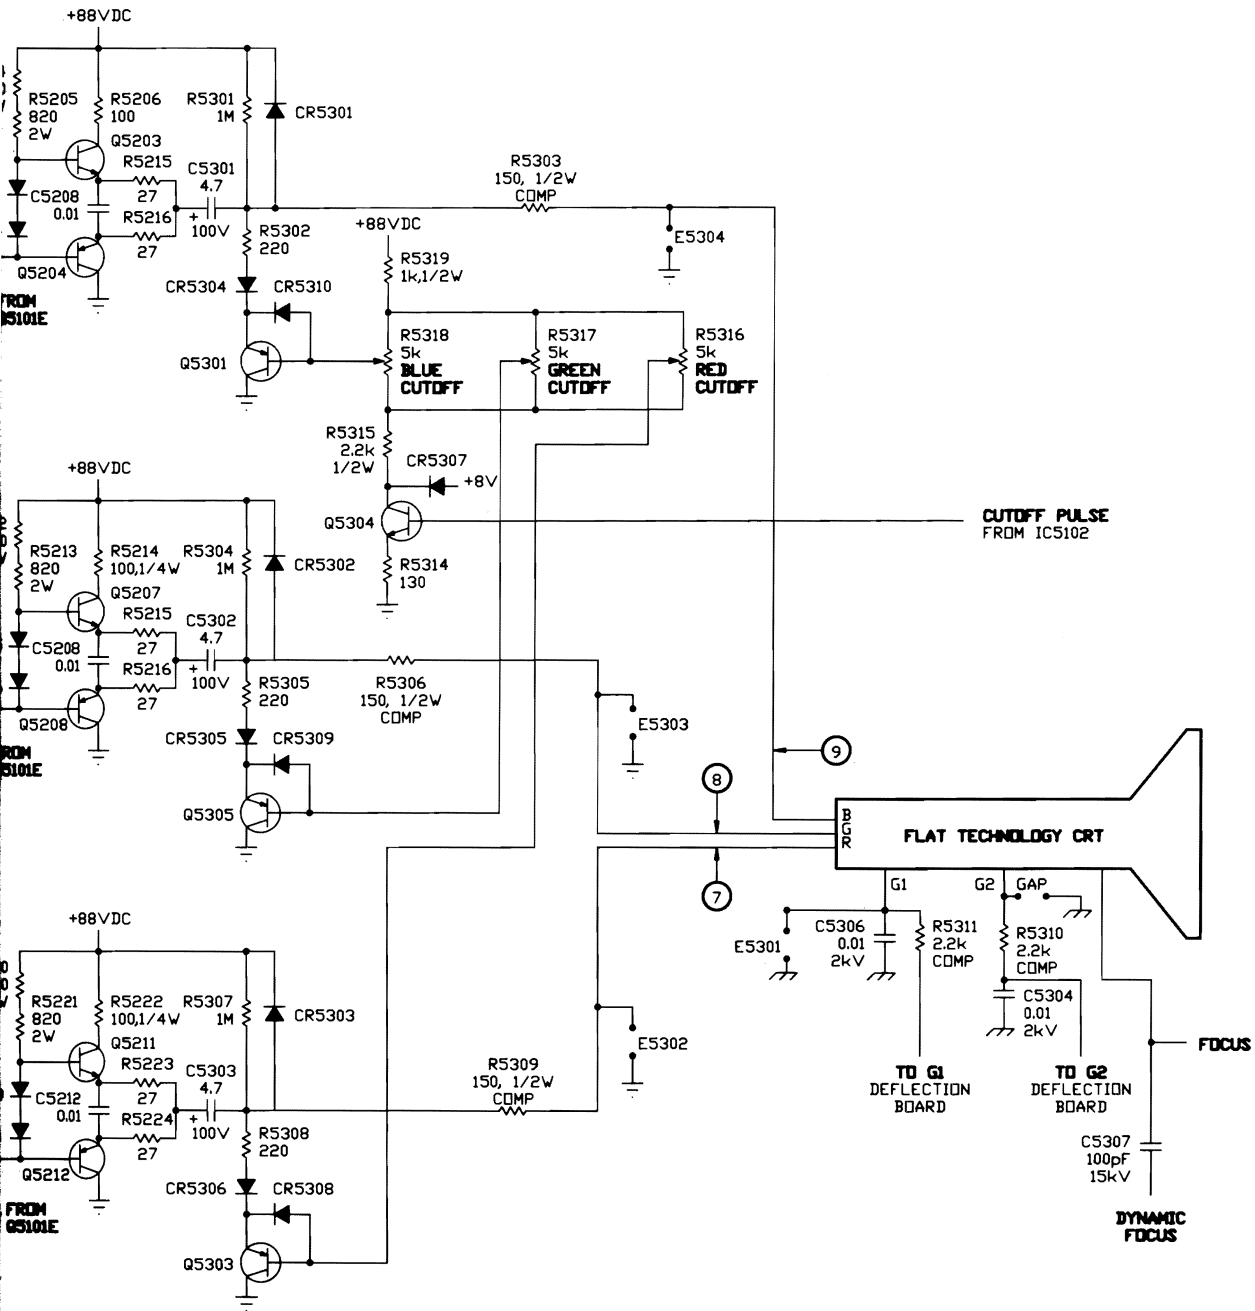 +88VDC
R5205
820
2W
R5206
100
R5301
1M
CR5301
Q5203
R5215
27
C5208
0.01
R5216
27
C5301
4.7
+
100V
R5303
150, 1/2W
COMP
Q5204
R5302
220
+88VDC
E5304
R5319
1k,1/2W
CR5304
CR5310
FROM
Q5101E
Q5301
R5318
5k
BLUE
CUTOFF
R5317
5k
GREEN
CUTOFF
R5316
5k
RED
CUTOFF
R5315
2.2k
1/2W
CR5307
+8V
+88VDC
Q5304
CUTOFF PULSE
FROM IC5102
R5213
820
2W
R5214
100,1/4W
R5304
1M
CR5302
R5314
130
Q5207
R5215
27
C5208
0.01
R5216
27
C5302
4.7
+
100V
R5306
150, 1/2W
COMP
Q5208
R5305
220
E5303
CR5305
CR5309
5101E
Q5305
9
8
7
B
G
R
FLAT TECHNOLOGY CRT
G1
G2
GAP
+88VDC
E5301
C5306
0.01
2kV
R5311
2.2k
COMP
R5310
2.2k
COMP
C5304
0.01
2kV
R5221
820
2W
R5222
100,1/4W
R5307
1M
CR5303
Q5211
R5223
27
C5212
0.01
R5224
27
C5303
4.7
+
100V
R5309
150, 1/2W
COMP
E5302
FOCUS
TO G1
DEFLECTION
BOARD
TO G2
DEFLECTION
BOARD
Q5212
R5308
220
C5307
100pF
15kV
CR5306
CR5308
FROM
Q5101E
DYNAMIC
FOCUS
Q5303